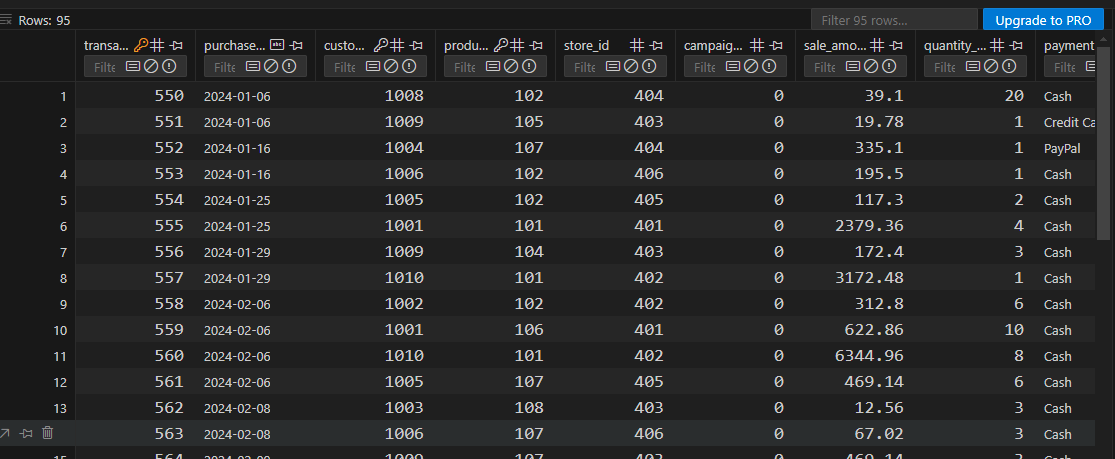 Rows: 95 Filter 95 rows... Upgrade to PRO
transa... purchase... custo... produ... store_id campaig... sale_amo... quantity_... payment
Filte Filte Filte Filte Filte Filte Filte Filte Filte
1 550 2024-01-06 1008 102 404 0 39.1 20 Cash
2 551 2024-01-06 1009 105 403 0 19.78 1 Credit Ca
3 552 2024-01-16 1004 107 404 0 335.1 1 PayPal
4 553 2024-01-16 1006 102 406 0 195.5 1 Cash
5 554 2024-01-25 1005 102 405 0 117.3 2 Cash
6 555 2024-01-25 1001 101 401 0 2379.36 4 Cash
7 556 2024-01-29 1009 104 403 0 172.4 3 Cash
8 557 2024-01-29 1010 101 402 0 3172.48 1 Cash
9 558 2024-02-06 1002 102 402 0 312.8 6 Cash
10 559 2024-02-06 1001 106 401 0 622.86 10 Cash
11 560 2024-02-06 1010 101 402 0 6344.96 8 Cash
12 561 2024-02-06 1005 107 405 0 469.14 6 Cash
13 562 2024-02-08 1003 108 403 0 12.56 3 Cash
563 2024-02-08 1006 107 406 0 67.02 3 Cash